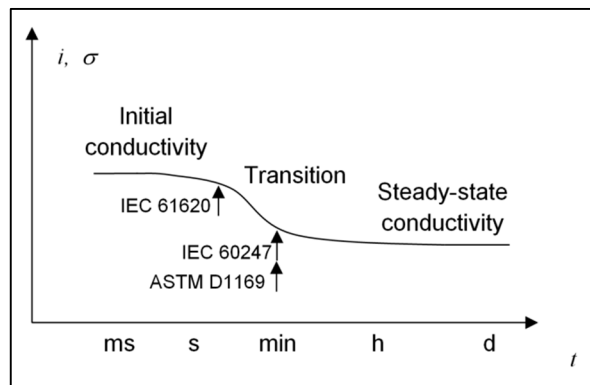 i, σ
Initial
conductivity
Transition
Steady-state
conductivity
IEC 61620
IEC 60247
ASTM D1169
ms s min h d
t